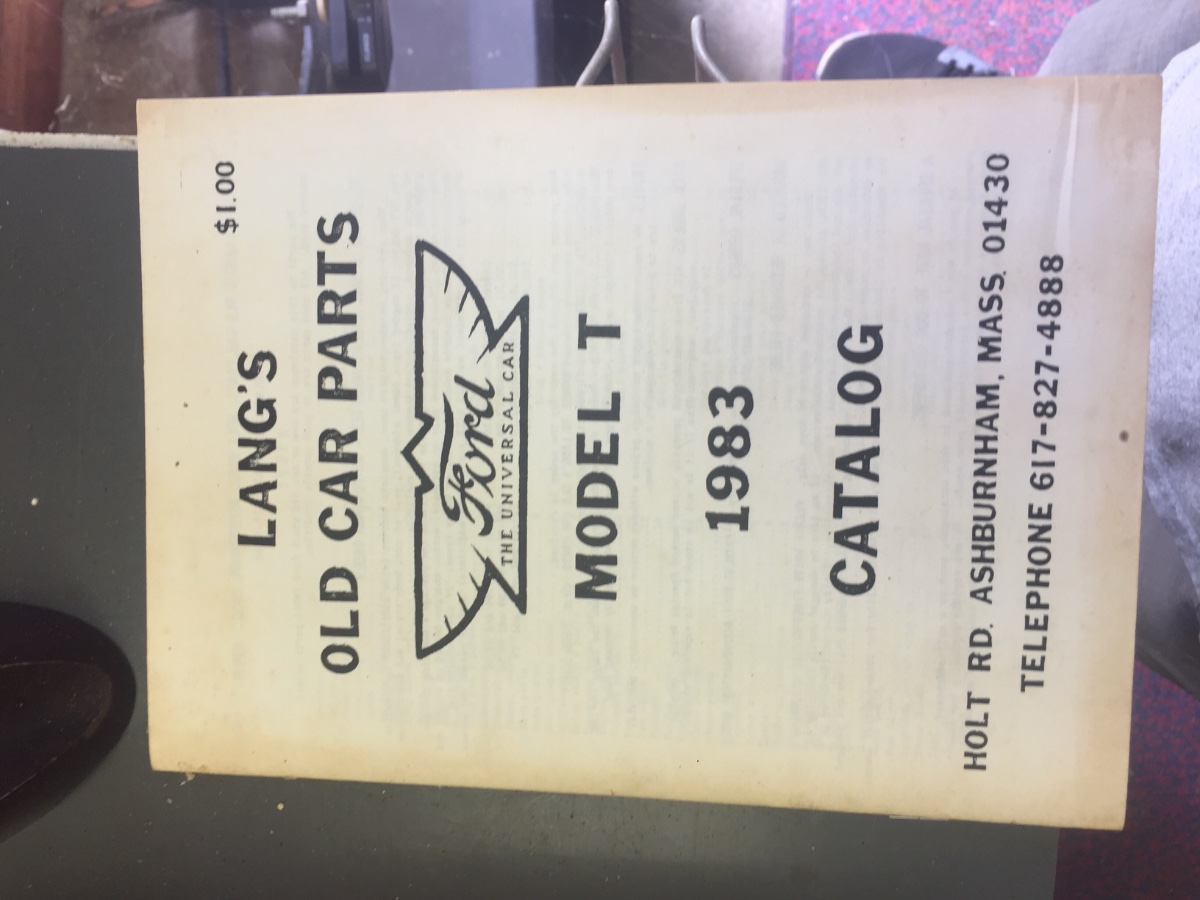 $1.00
LANG'S
OLD CAR PARTS
Ford
THE UNIVERSAL CAR
MODEL T
1983
CATALOG
HOLT RD. ASHBURNHAM, MASS. 01430
TELEPHONE 617-827-4888